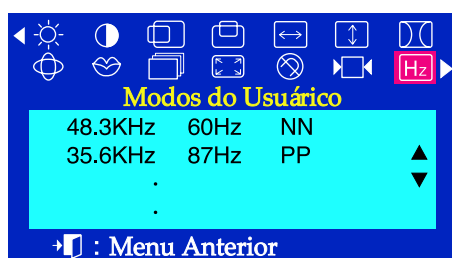 Hz
Modos do Usuárico
48.3KHz 60Hz NN
35.6KHz 87Hz PP
.
.
: Menu Anterior